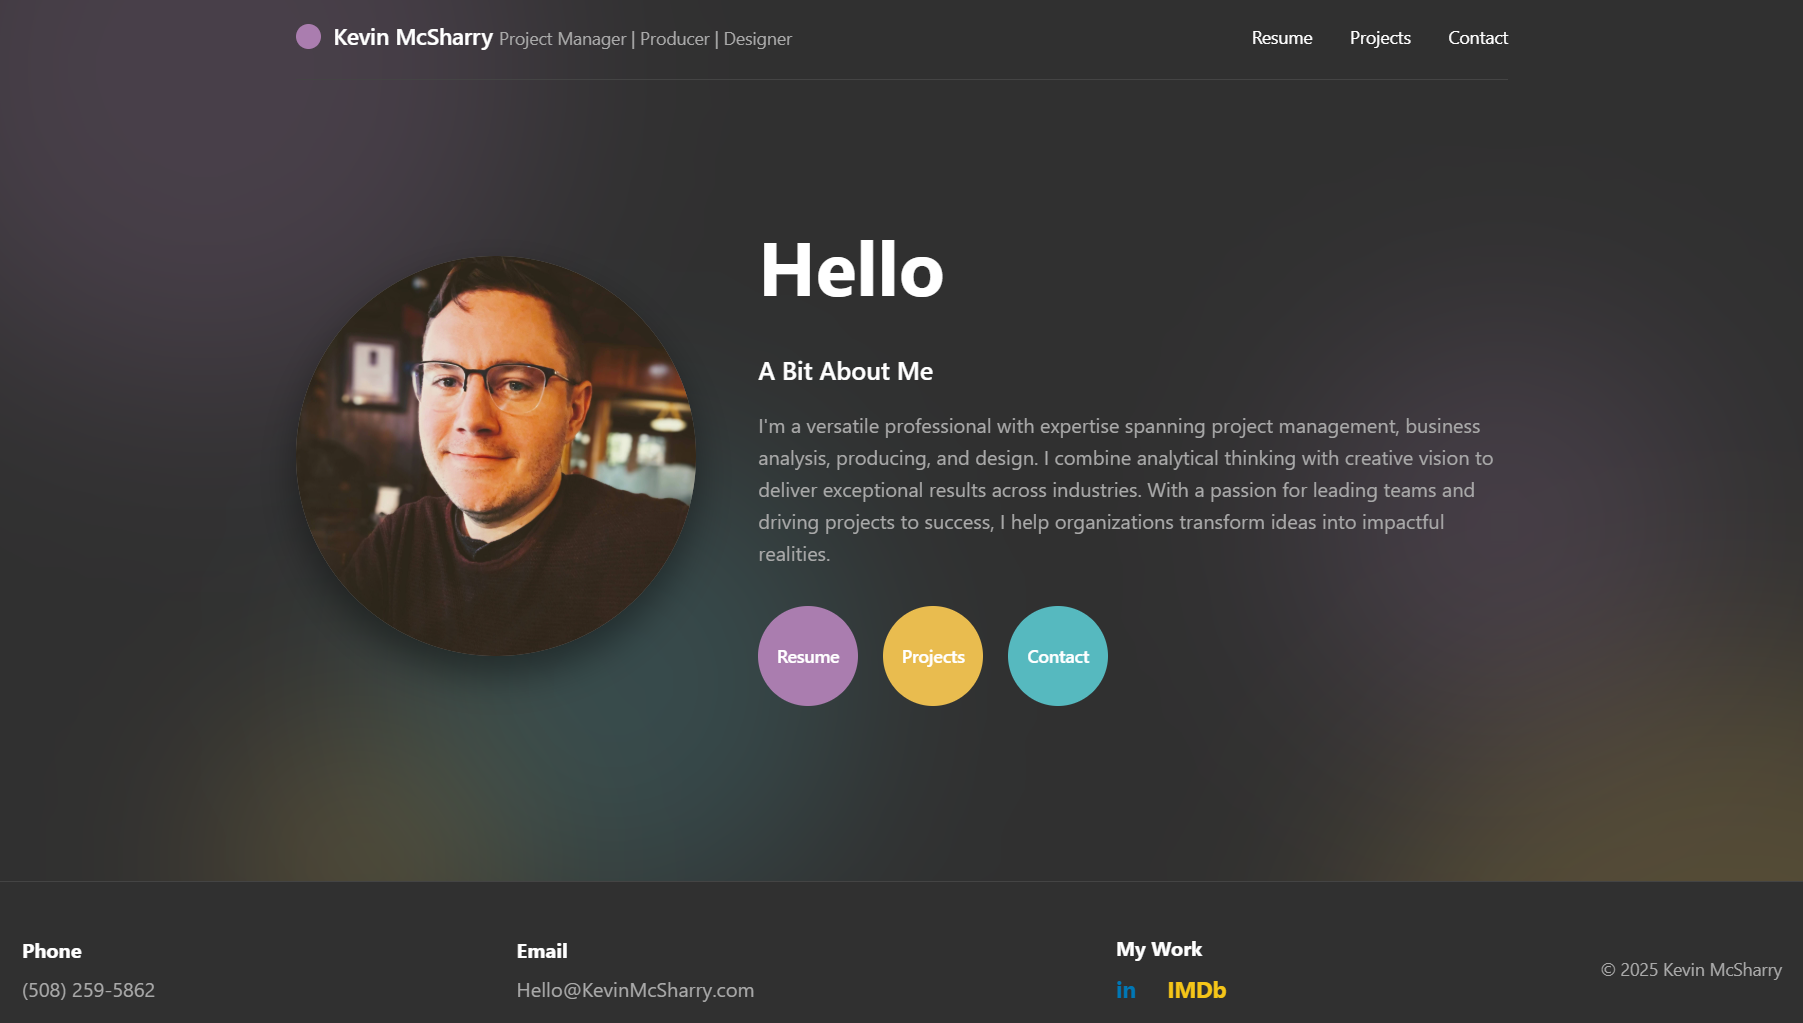 Kevin McSharry Project Manager | Producer | Designer
Resume Projects Contact
Hello
A Bit About Me
I'm a versatile professional with expertise spanning project management, business
analysis, producing, and design. I combine analytical thinking with creative vision to
deliver exceptional results across industries. With a passion for leading teams and
driving projects to success, I help organizations transform ideas into impactful
realities.
Resume Projects Contact
Phone
(508) 259-5862
Email
Hello@KevinMcSharry.com
My Work
in IMDb
© 2025 Kevin McSharry